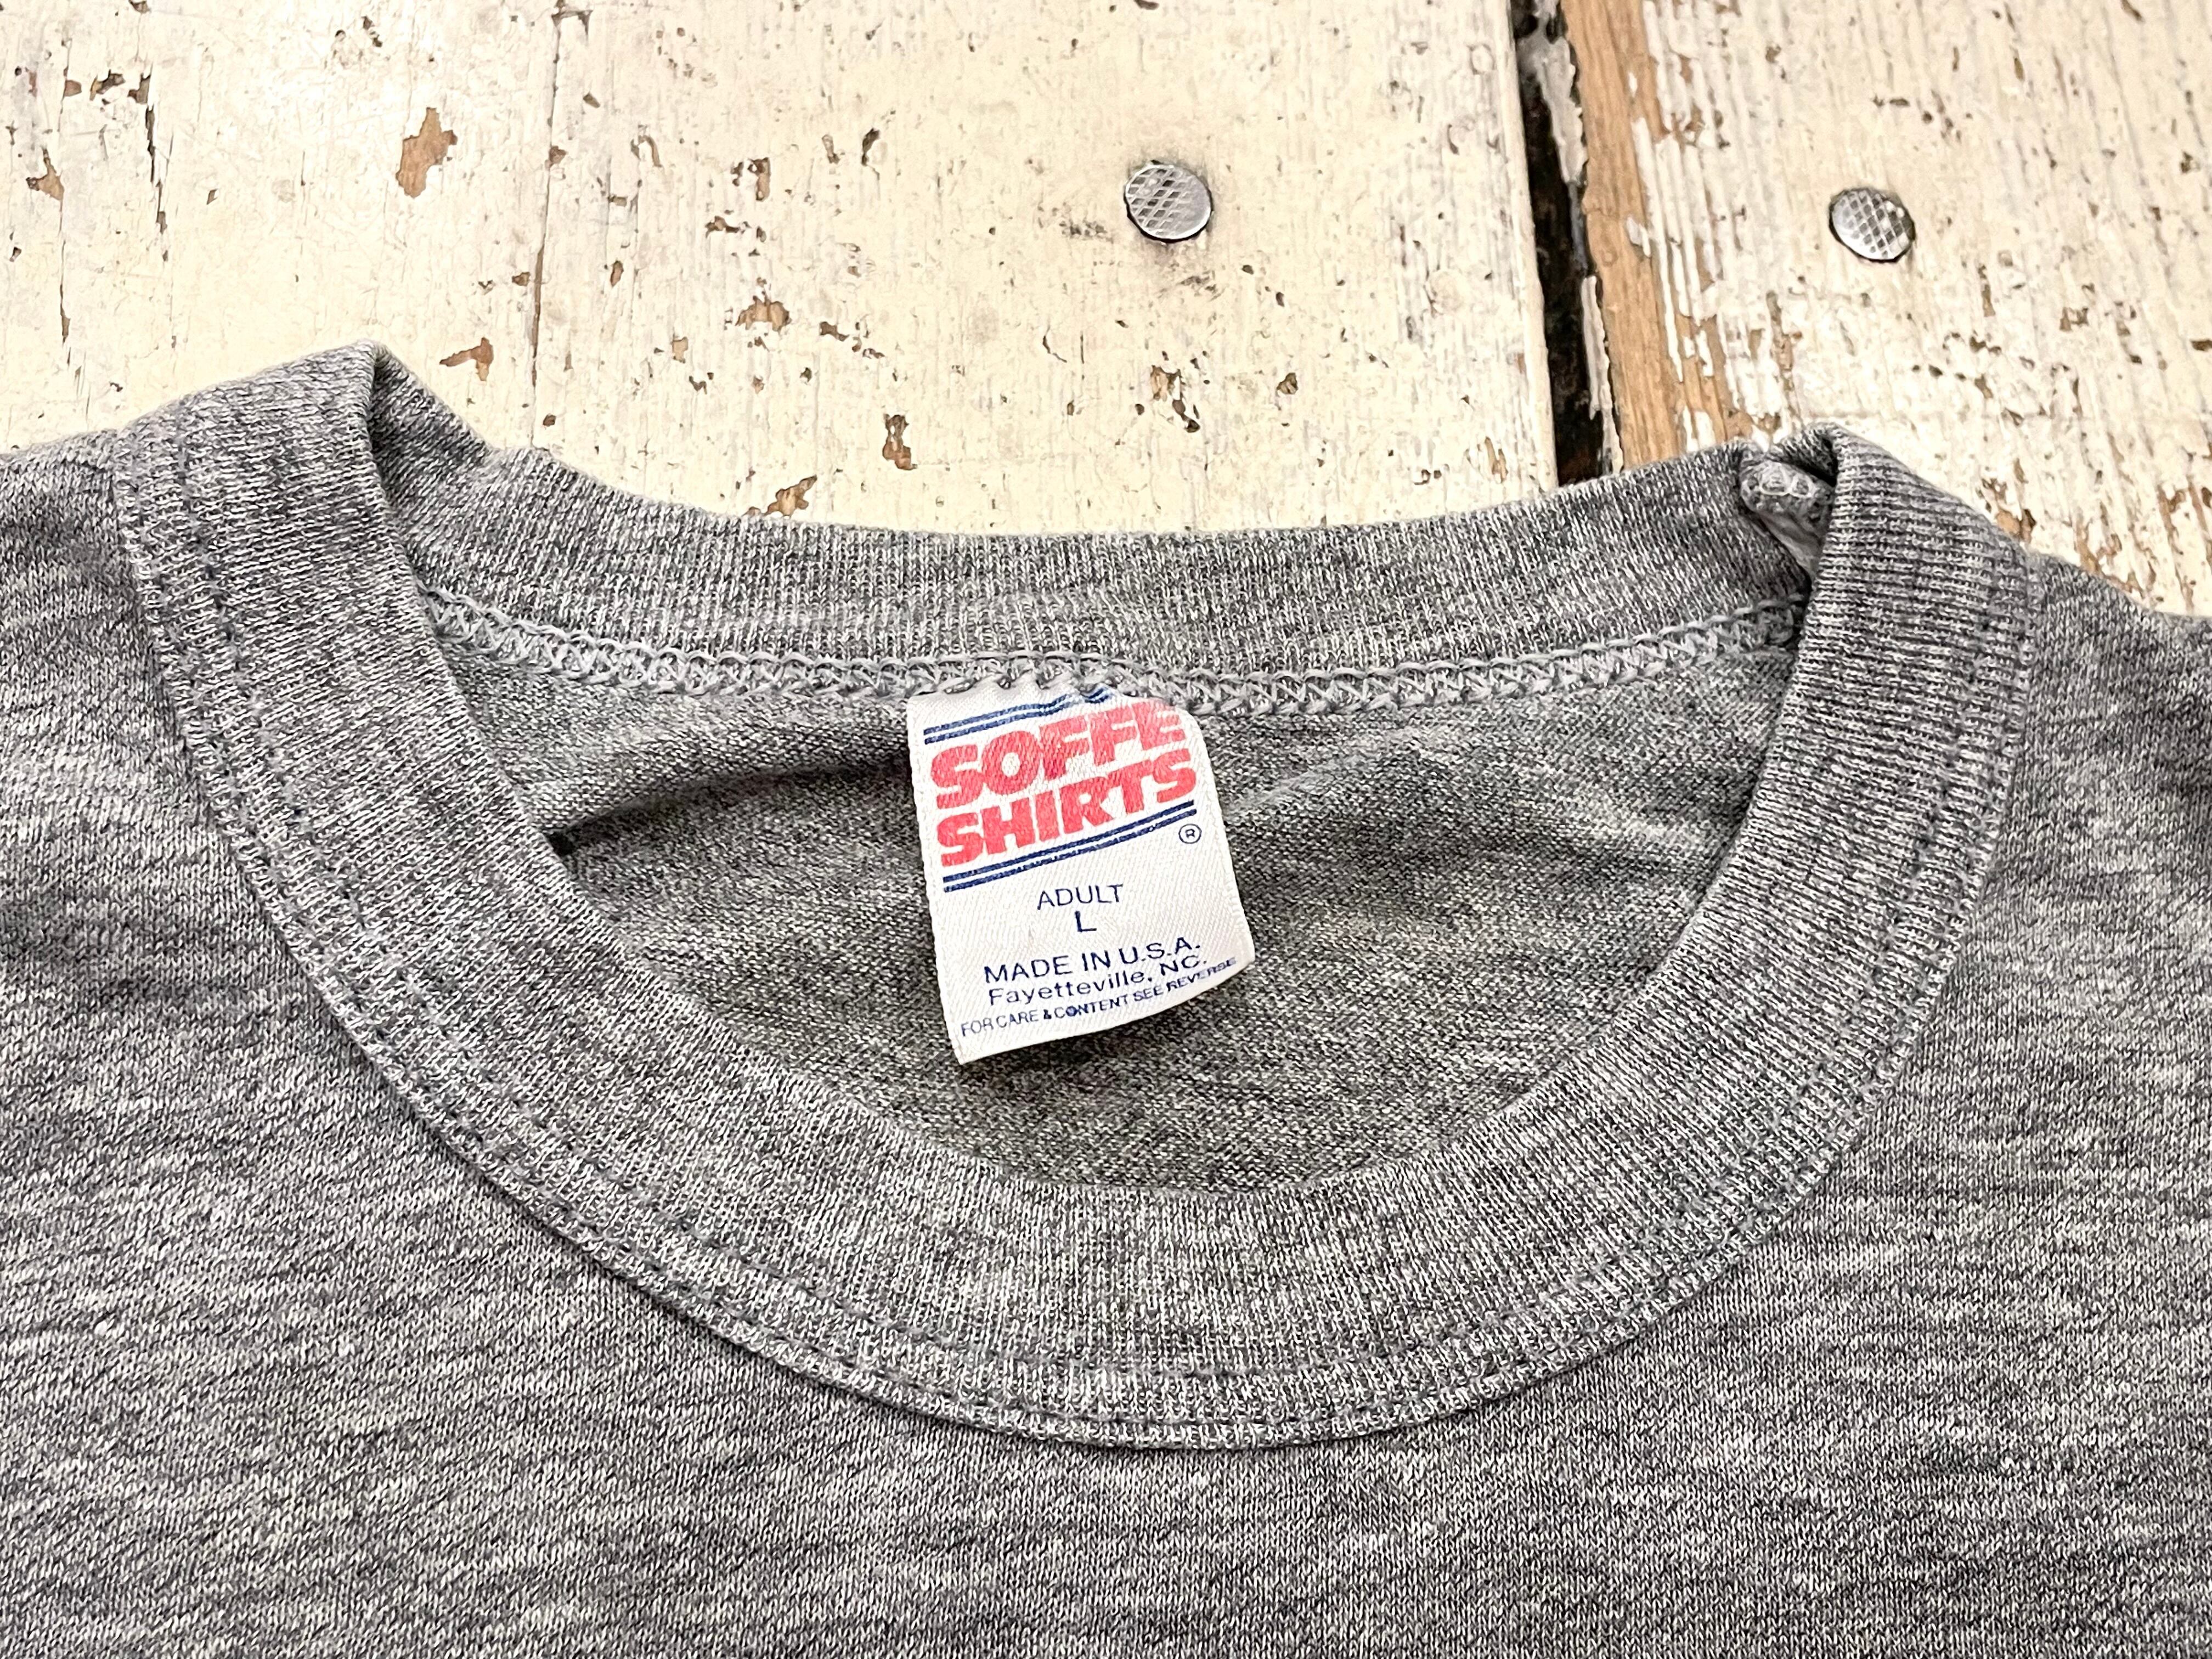 SOFFE
SHIRTS
®
ADULT
L
MADE IN U.S.A.
Fayetteville, NC.
FOR CARE & CONTENT SEE REVERSE